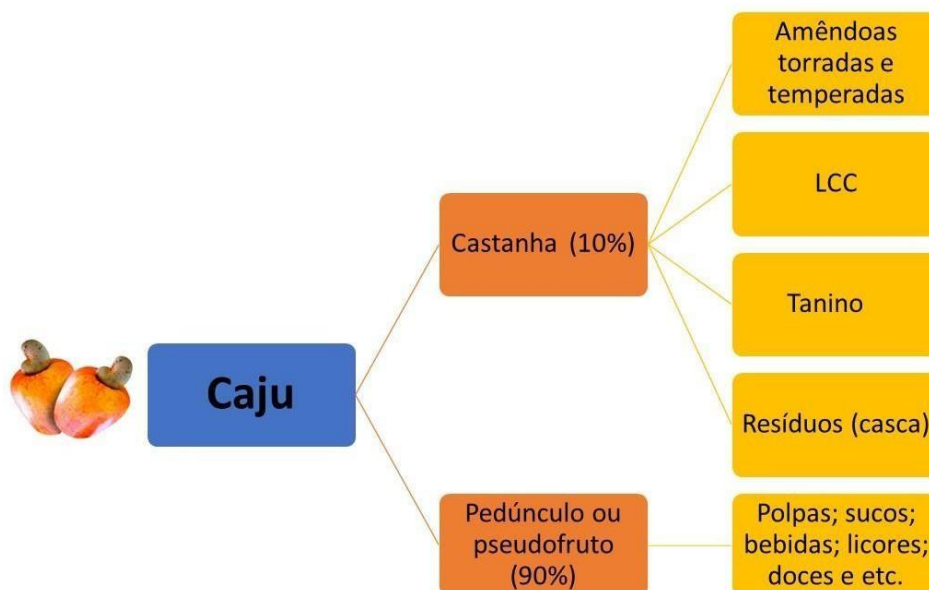 Caju
Castanha (10%)
Amêndoas
torradas e
temperadas
LCC
Tanino
Resíduos (casca)
Pedúnculo ou
pseudofruto
(90%)
Polpas; sucos;
bebidas; licores;
doces e etc.